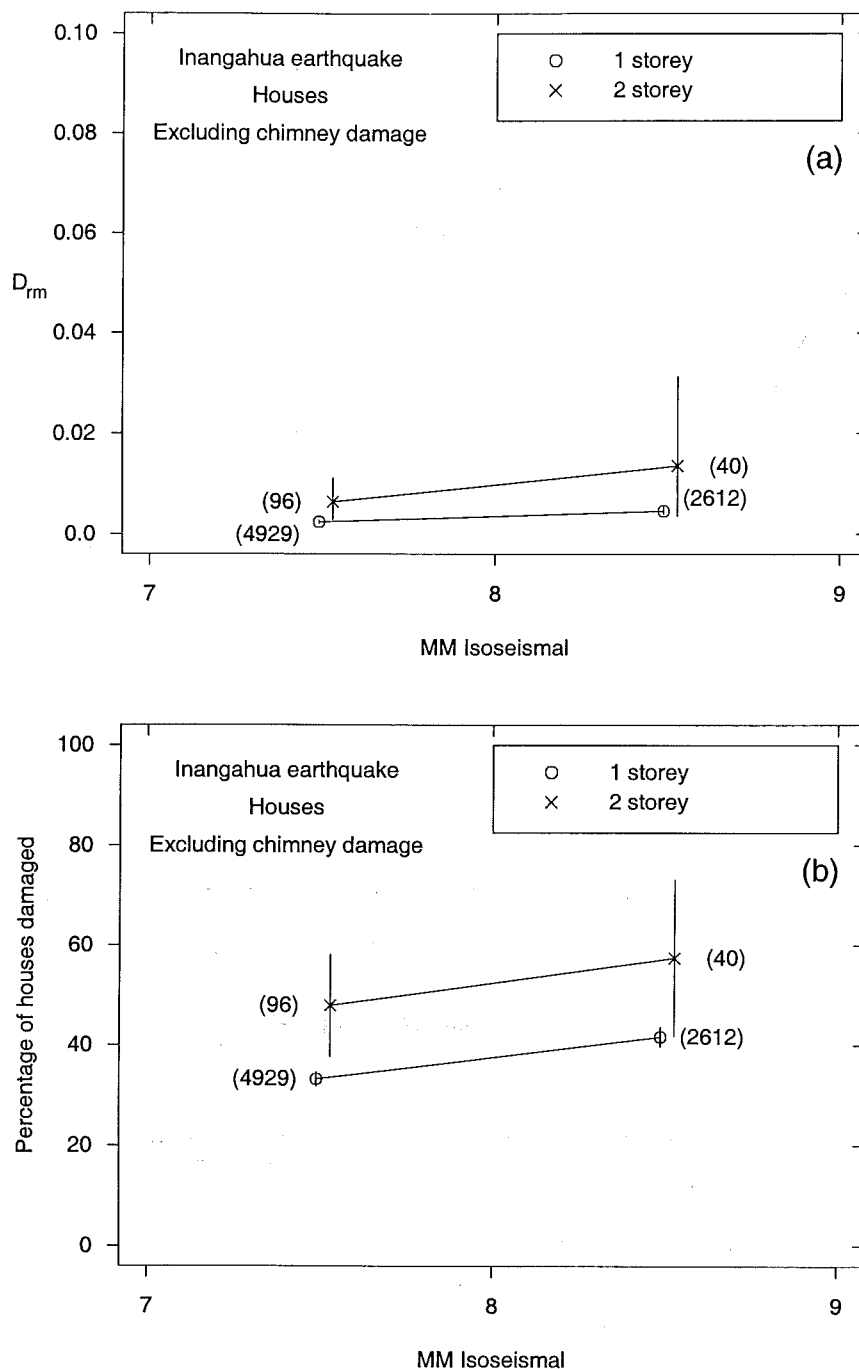 0.10
Inangahua earthquake
1 storey
Houses
2 storey
Excluding chimney damage
0.08
(a)
0.06
Drm
0.04
0.02
(40)
(96)
(2612)
(4929)
0.0
7
8
9
MM Isoseismal
100
Inangahua earthquake
1 storey
Houses
2 storey
Excluding chimney damage
80
(b)
Percentage of houses damaged
60
(40)
(96)
40
(2612)
(4929)
20
0
7
8
9
MM Isoseismal